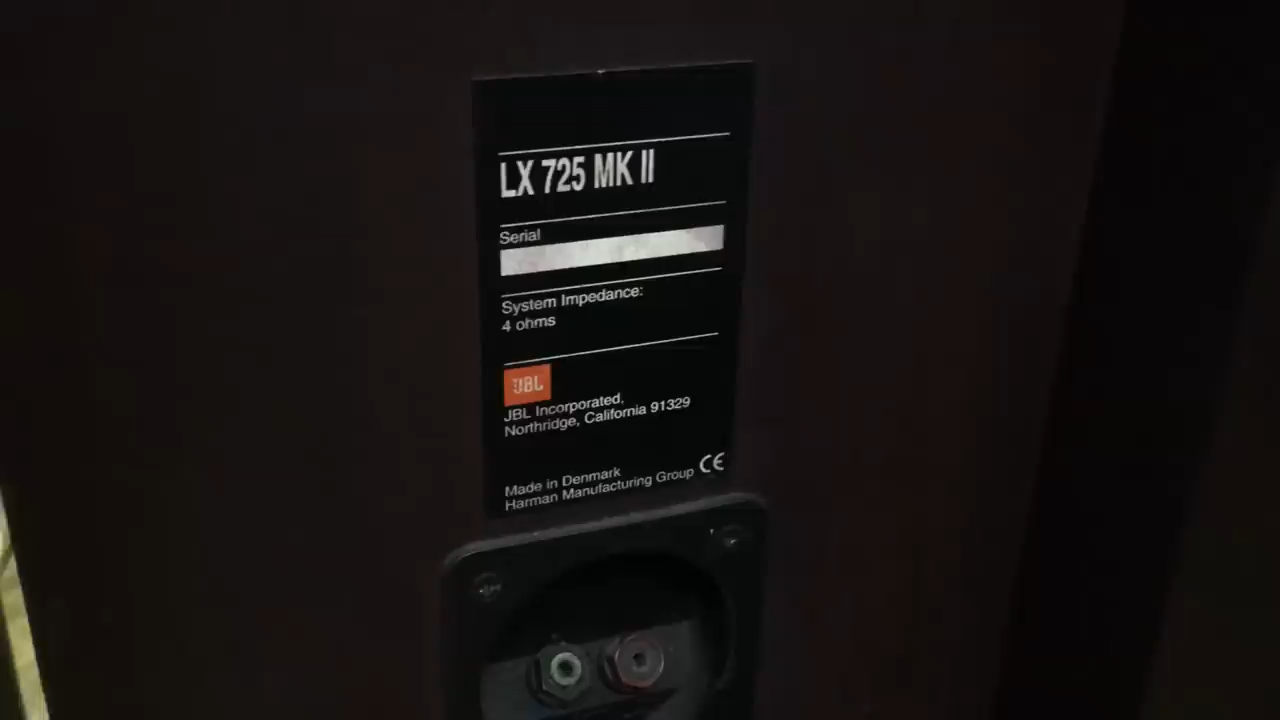 LX 725 MK II
Serial
System Impedance:
4 ohms
JBL
JBL Incorporated,
Northridge, California 91329
Made in Denmark
Harman Manufacturing Group CE